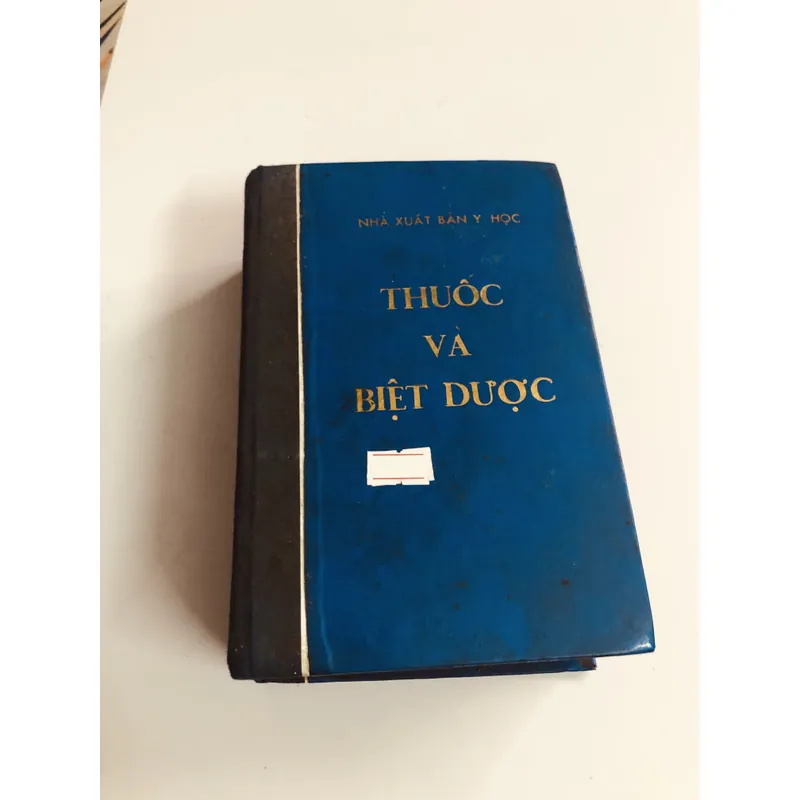 NHÀ XUẤT BẢN Y HỌC
THUỐC
VÀ
BIỆT DƯỢC